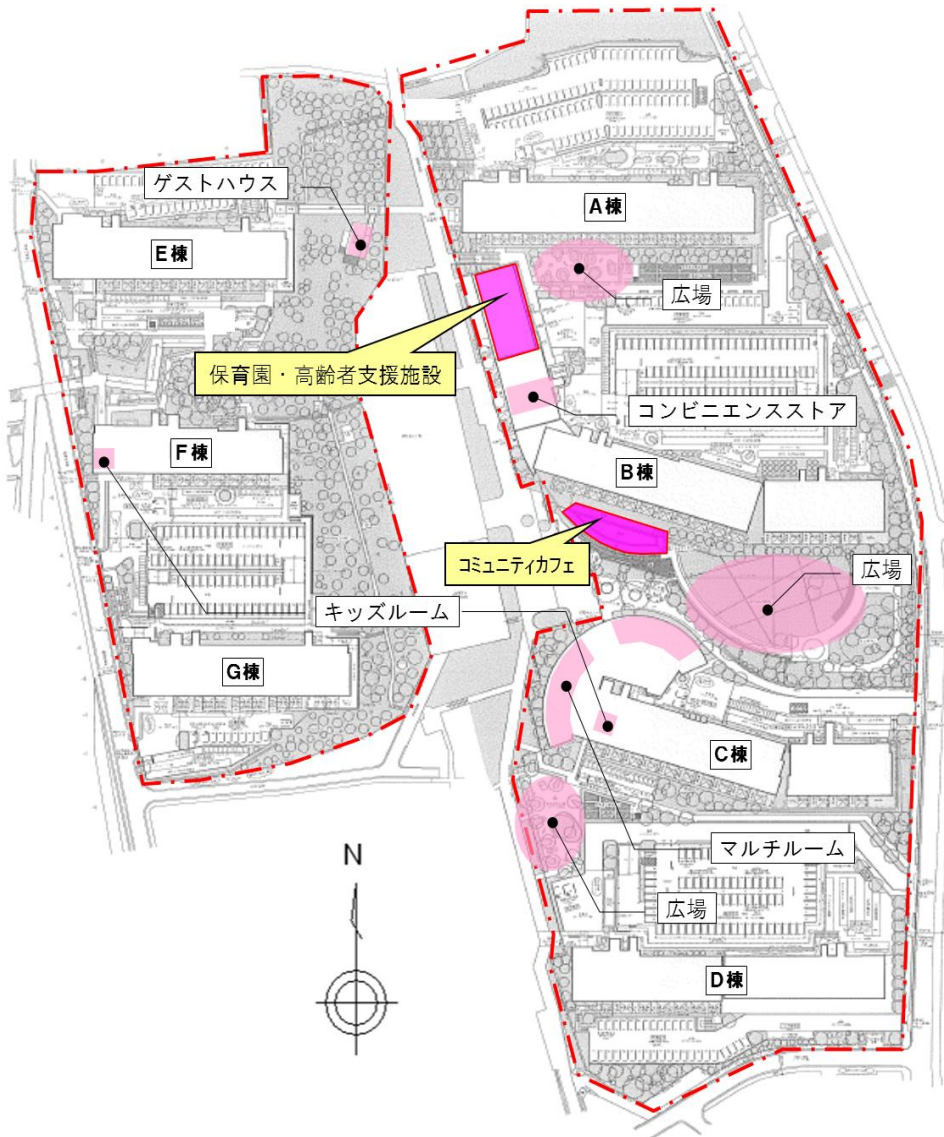 ゲストハウス
A棟
E棟
広場
保育園・高齢者支援施設
コンビニエンスストア
F棟
B棟
コミュニティカフェ
広場
キッズルーム
G棟
C棟
マルチルーム
N
広場
D棟